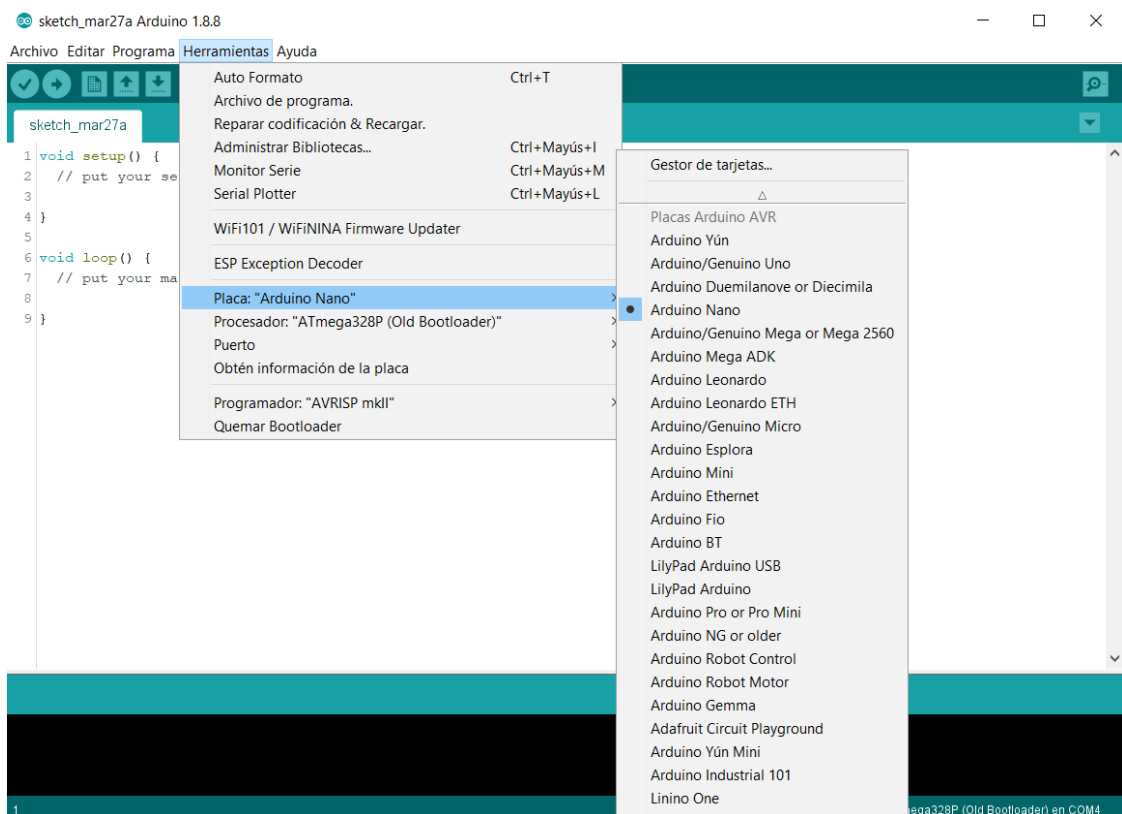 sketch_mar27a Arduino 1.8.8
Archivo Editar Programa Herramientas Ayuda
sketch_mar27a
1 void setup() {
2 // put your se
3
4 }
5
6 void loop() {
7 // put your ma
8
9 }
Auto Formato Ctrl+T
Archivo de programa.
Reparar codificación & Recargar.
Administrar Bibliotecas... Ctrl+Mayús+I
Monitor Serie Ctrl+Mayús+M
Serial Plotter Ctrl+Mayús+L
WiFi101 / WiFiNINA Firmware Updater
ESP Exception Decoder
Placa: "Arduino Nano"
Procesador: "ATmega328P (Old Bootloader)"
Puerto
Obtén información de la placa
Programador: "AVRISP mkII"
Quemar Bootloader
Gestor de tarjetas...
Placas Arduino AVR
Arduino Yún
Arduino/Genuino Uno
Arduino Duemilanove or Diecimila
Arduino Nano
Arduino/Genuino Mega or Mega 2560
Arduino Mega ADK
Arduino Leonardo
Arduino Leonardo ETH
Arduino/Genuino Micro
Arduino Esplora
Arduino Mini
Arduino Ethernet
Arduino Fio
Arduino BT
LilyPad Arduino USB
LilyPad Arduino
Arduino Pro or Pro Mini
Arduino NG or older
Arduino Robot Control
Arduino Robot Motor
Arduino Gemma
Adafruit Circuit Playground
Arduino Yún Mini
Arduino Industrial 101
Linino One
1 mega328P (Old Bootloader) en COM4